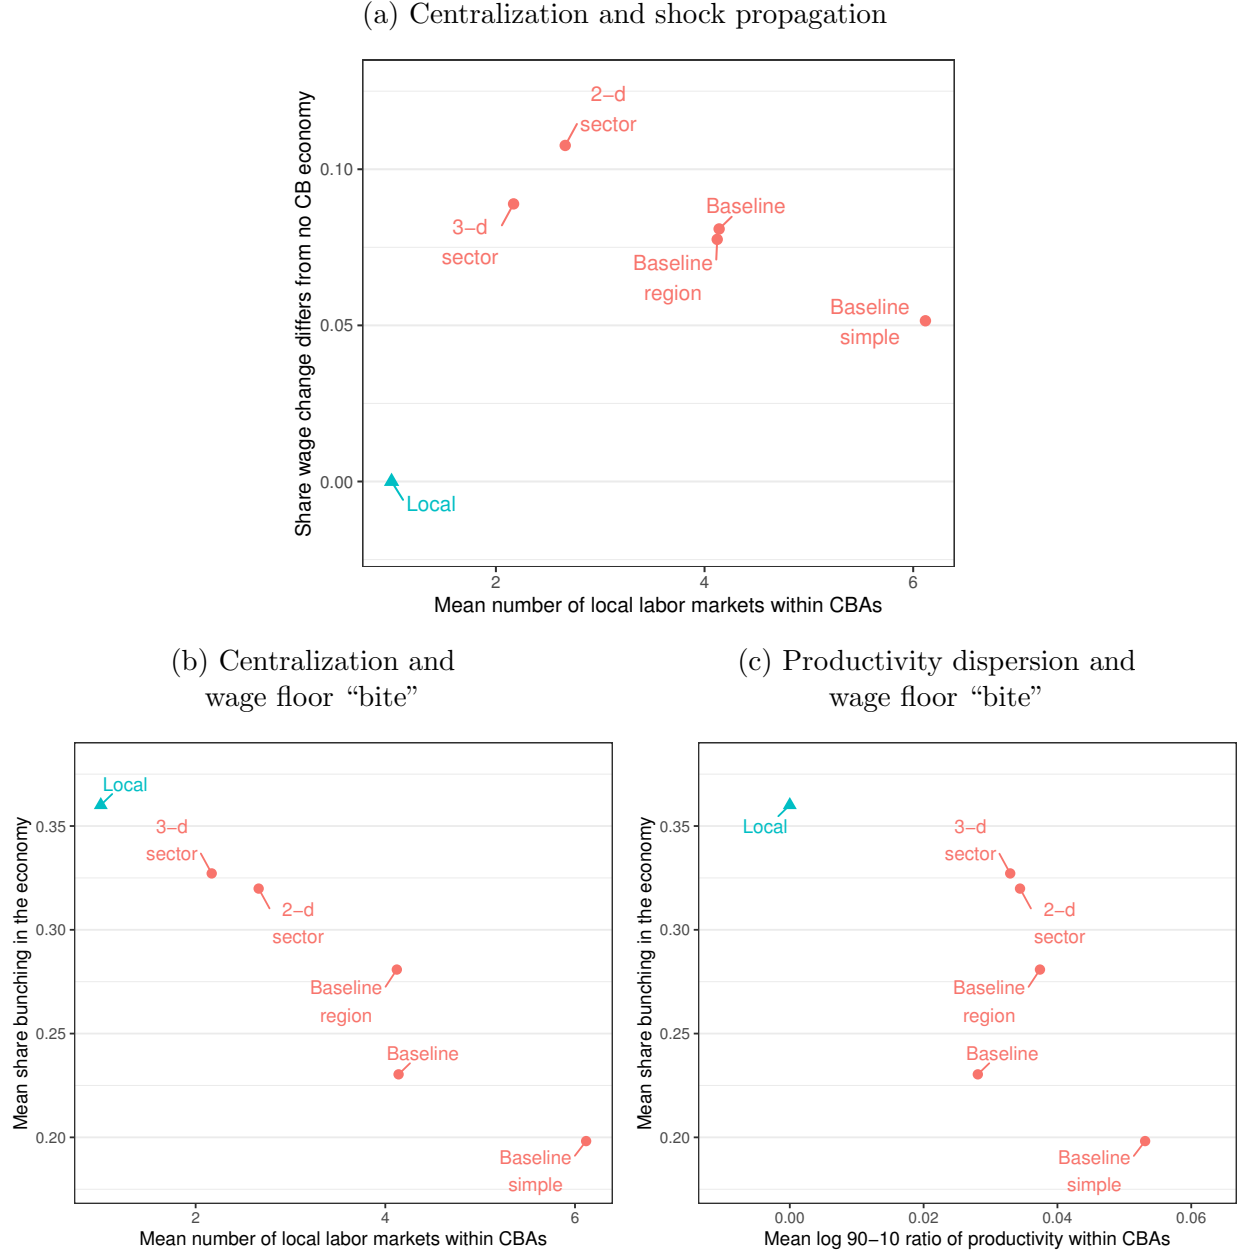 (a) Centralization and shock propagation
Share wage change differs from no CB economy
0.10
0.05
0.00
2−d
sector
3−d
sector
Baseline
Baseline
region
Baseline
simple
Local
2
4
6
Mean number of local labor markets within CBAs
(b) Centralization and
wage floor “bite”
Mean share bunching in the economy
0.35
0.30
0.25
0.20
Local
3−d
sector
2−d
sector
Baseline
region
Baseline
Baseline
simple
2
4
6
Mean number of local labor markets within CBAs
(c) Productivity dispersion and
wage floor “bite”
Mean share bunching in the economy
0.35
0.30
0.25
0.20
Local
3−d
sector
2−d
sector
Baseline
region
Baseline
Baseline
simple
0.00
0.02
0.04
0.06
Mean log 90−10 ratio of productivity within CBAs